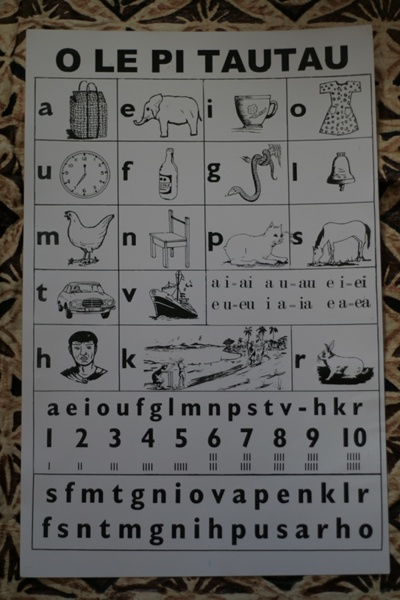 O LE PI TAUTAU
a e i o
u f g l
m n p s
t v
a i = ai a u = au e i = ei
e u = eu i a = ia e a = ea
h k r
a e i o u f g l m n p s t v - h k r
1 2 3 4 5 6 7 8 9 10
s f m t g n i o v a p e n k l r
f s n t m g n i h p u s a r h o